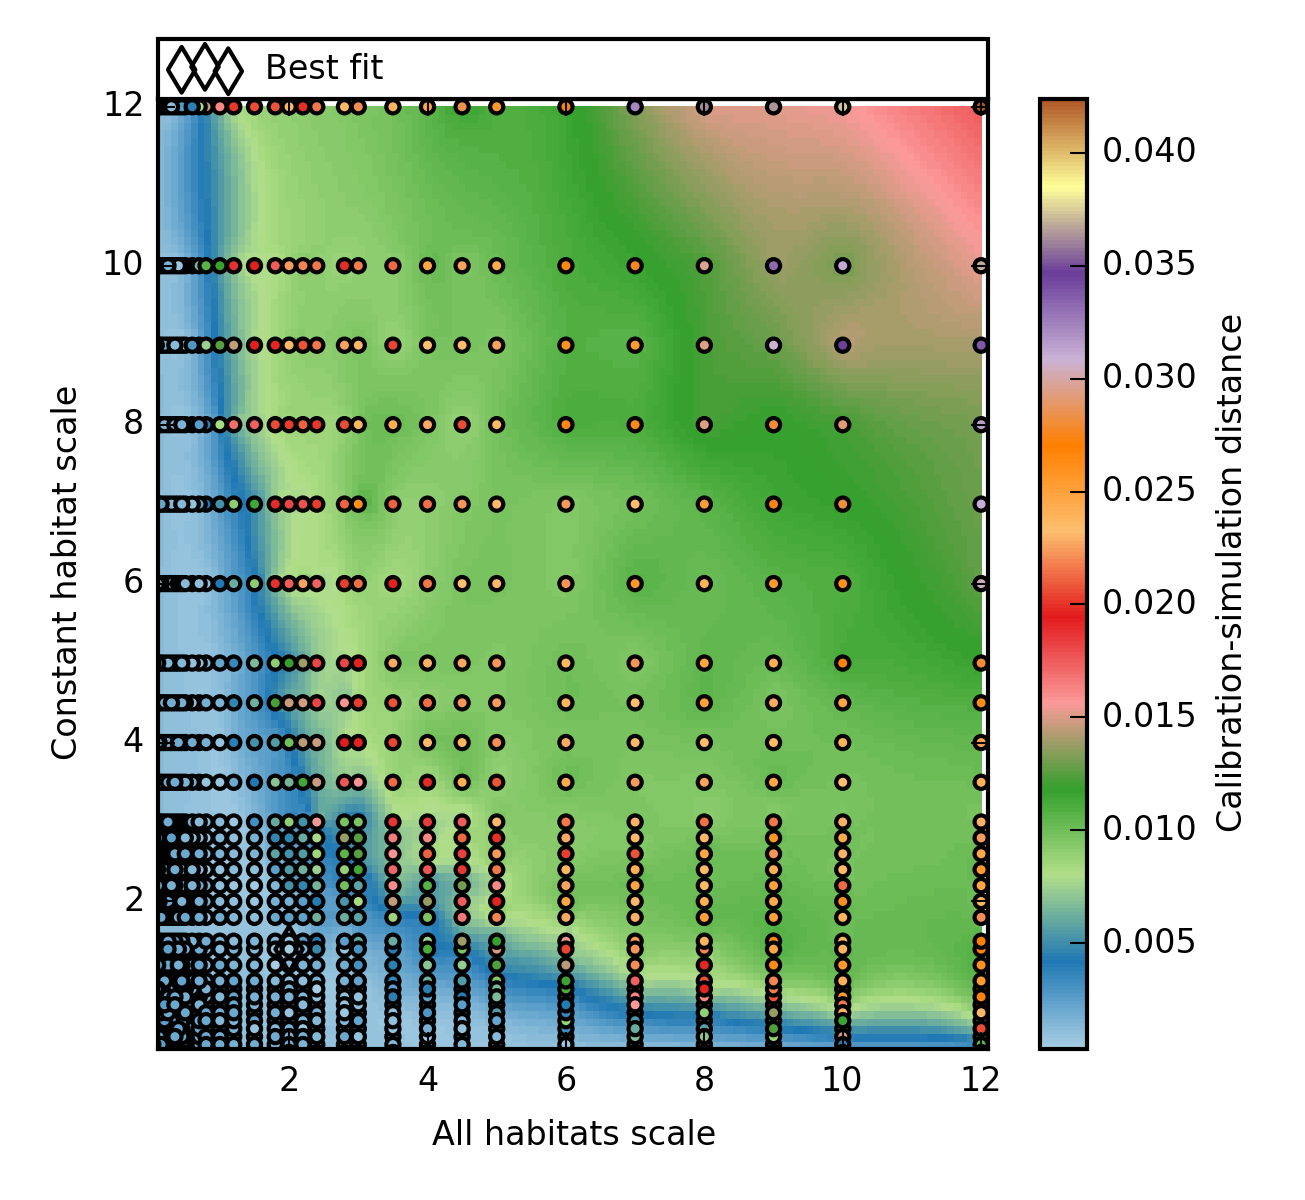 Best fit
12
10
8
6
4
2
2 4 6 8 10 12
All habitats scale
Constant habitat scale
0.040
0.035
0.030
0.025
0.020
0.015
0.010
0.005
Calibration-simulation distance